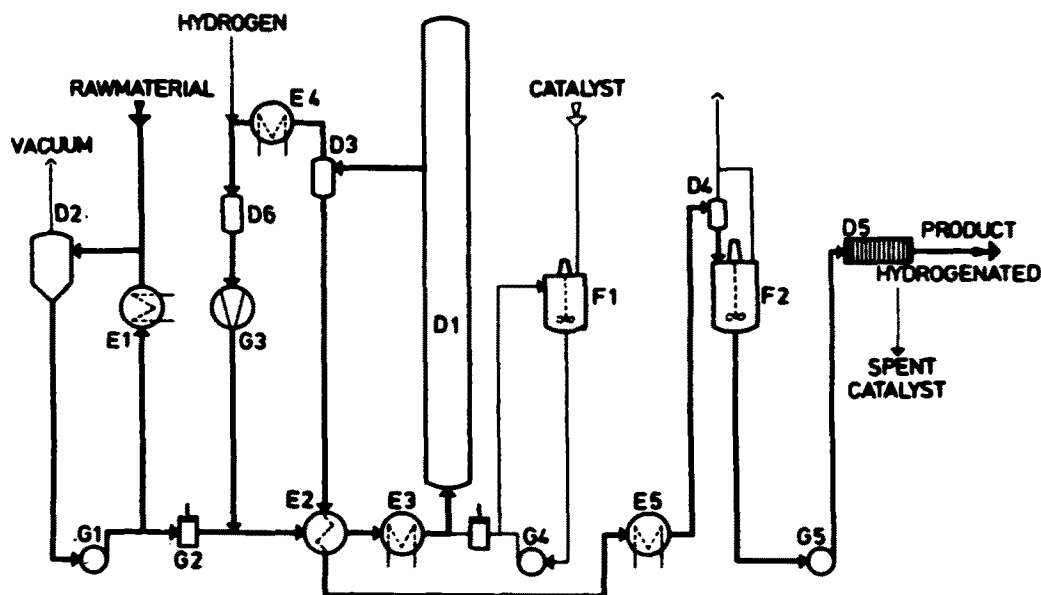 HYDROGEN
RAWMATERIAL
E4
CATALYST
VACUUM
D3
D2
D6
D4
D5
PRODUCT
HYDROGENATED
F1
F2
D1
E1
G3
SPENT
CATALYST
E2
E3
E5
G1
G2
G4
G5